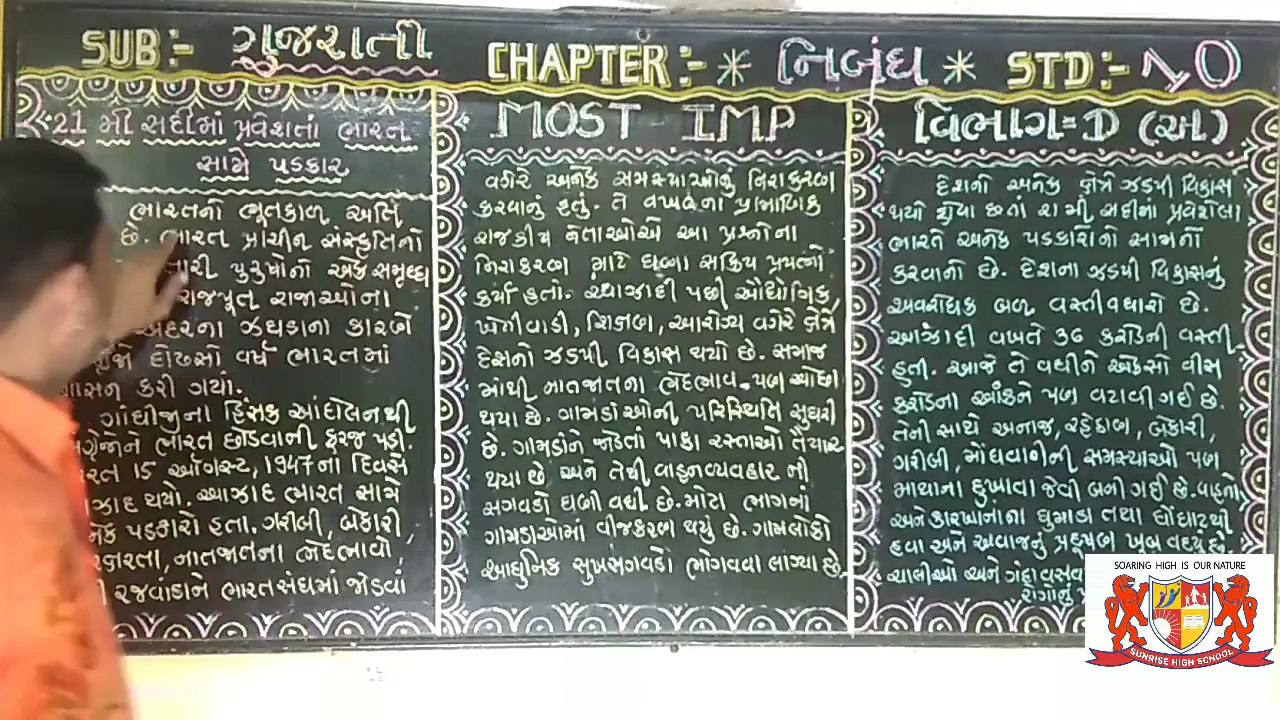 SUB:- ગુજરાતી
CHAPTER:- * નિબંધ *
STD:- 10
21 મી સદીમાં પ્રવેશતાં ભારત
સામે પડકાર
ભારતનો ભૂતકાળ અતિ
છે. ભારત પ્રાચીન સંસ્કૃતિનો
પુરુષોનો એક સમૃધ્ધ
રાજપૂત રાજાઓના
અંદરના ઝઘડાના કારણે
દોઢસો વર્ષ ભારતમાં
શાસન કરી ગયાં.
ગાંધીજીના હિંસક આંદોલનથી
ભારત છોડવાની ફરજ પડી.
15 ઑગસ્ટ, 1947ના દિવસે
થયો. આઝાદ ભારત સામે
પડકારો હતા. ગરીબી, બેકારી,
નાતજાતના ભેદભાવો,
રજવાડાંને ભારતસંઘમાં જોડવાં
MOST IMP
વગેરે અનેક સમસ્યાઓનું નિરાકરણ
કરવાનું હતું. તે વખતના પ્રામાણિક
રાજકીય નેતાઓએ આ પ્રશ્નોના
નિરાકરણ માટે ઘણા સક્રિય પ્રયત્નો
કર્યા હતાં. આઝાદી પછી ઔધોગિક,
ખેતીવાડી, શિક્ષણ, આરોગ્ય વગેરે ક્ષેત્રે
દેશનો ઝડપી વિકાસ થયો છે. સમાજ
માંથી નાતજાતના ભેદભાવ પણ ઓછા
થયા છે. ગામડાંઓની પરિસ્થિતિ સુધરી
છે. ગામડાંને જોડતાં પાકા રસ્તાઓ તૈયાર
થયા છે અને તેથી વાહનવ્યવહાર ની
સગવડો ઘણી વધી છે. મોટા ભાગનાં
ગામડાઓમાં વીજકરણ થયું છે. ગામલોકો
આધુનિક સુખસગવડો ભોગવવા લાગ્યા છે.
વિભાગ=D (અ)
દેશનો અનેક ક્ષેત્રે ઝડપી વિકાસ
થયો હોવા છતાં સદીમાં પ્રવેશેલા
ભારતે અનેક પડકારોનો સામનો
કરવાનો છે. દેશના ઝડપી વિકાસનું
અવરોધક બળ વસ્તીવધારો છે.
આઝાદી વખતે 36 કરોડની વસ્તી
હતી. આજે તે વધીને એકસો વીસ
કરોડના આંકને પણ વટાવી ગઈ છે.
તેની સાથે અનાજ, રહેઠાણ, બેકારી,
ગરીબી, મોંઘવારીની સમસ્યાઓ પણ
માથાના દુખાવા જેવી બની ગઈ છે. વાહનો
અને કારખાનાના ધુમાડા તથા ઘોંઘાટથી
હવા અને અવાજનું પ્રદૂષણ ખૂબ વધ્યું છે.
ચાલીઓ અને ગંદા
રોગોનું
SOARING HIGH IS OUR NATURE
SUNRISE HIGH SCHOOL